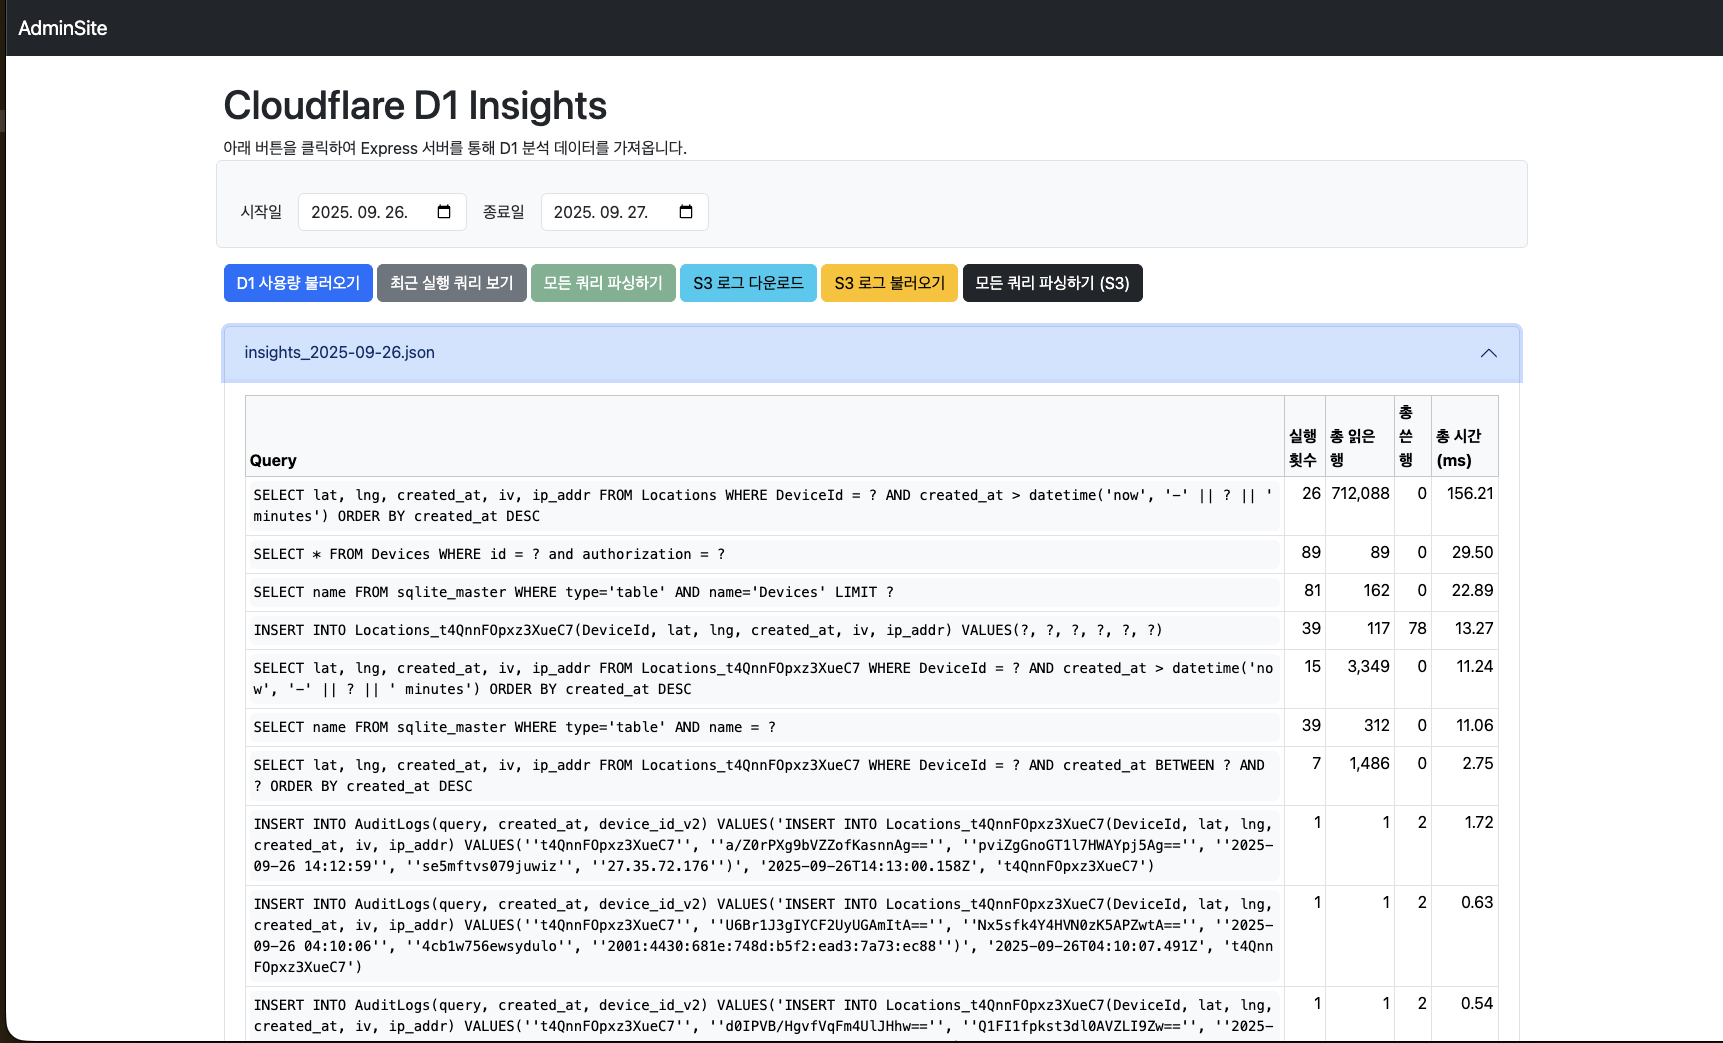 AdminSite
Cloudflare D1 Insights
아래 버튼을 클릭하여 Express 서버를 통해 D1 분석 데이터를 가져옵니다.
시작일 2025. 09. 26. 종료일 2025. 09. 27.
D1 사용량 불러오기 최근 실행 쿼리 보기 모든 쿼리 파싱하기 S3 로그 다운로드 S3 로그 불러오기 모든 쿼리 파싱하기 (S3)
insights_2025-09-26.json
Query 실행 횟수 총 읽은 행 총 쓴 행 총 시간 (ms)
SELECT lat, lng, created_at, iv, ip_addr FROM Locations WHERE DeviceId = ? AND created_at > datetime('now', '-' || ? || ' 26 712,088 0 156.21
minutes') ORDER BY created_at DESC
SELECT * FROM Devices WHERE id = ? and authorization = ? 89 89 0 29.50
SELECT name FROM sqlite_master WHERE type='table' AND name='Devices' LIMIT ? 81 162 0 22.89
INSERT INTO Locations_t4QnnFOpxz3XueC7(DeviceId, lat, lng, created_at, iv, ip_addr) VALUES(?, ?, ?, ?, ?, ?) 39 117 78 13.27
SELECT lat, lng, created_at, iv, ip_addr FROM Locations_t4QnnFOpxz3XueC7 WHERE DeviceId = ? AND created_at > datetime('no 15 3,349 0 11.24
w', '-' || ? || ' minutes') ORDER BY created_at DESC
SELECT name FROM sqlite_master WHERE type='table' AND name = ? 39 312 0 11.06
SELECT lat, lng, created_at, iv, ip_addr FROM Locations_t4QnnFOpxz3XueC7 WHERE DeviceId = ? AND created_at BETWEEN ? AND 7 1,486 0 2.75
? ORDER BY created_at DESC
INSERT INTO AuditLogs(query, created_at, device_id_v2) VALUES('INSERT INTO Locations_t4QnnFOpxz3XueC7(DeviceId, lat, lng, 1 1 2 1.72
created_at, iv, ip_addr) VALUES(''t4QnnFOpxz3XueC7'', ''a/Z0rPXg9bVZZofKasnnAg=='', ''pviZgGnoGT1l7HWAYpj5Ag=='', ''2025-
09-26 14:12:59'', ''se5mftvs079juwiz'', ''27.35.72.176'')', '2025-09-26T14:13:00.158Z', 't4QnnFOpxz3XueC7')
INSERT INTO AuditLogs(query, created_at, device_id_v2) VALUES('INSERT INTO Locations_t4QnnFOpxz3XueC7(DeviceId, lat, lng, 1 1 2 0.63
created_at, iv, ip_addr) VALUES(''t4QnnFOpxz3XueC7'', ''U6Br1J3gIYCF2UyUGAmItA=='', ''Nx5sfk4Y4HVN0zK5APZwtA=='', ''2025-
09-26 04:10:06'', ''4cb1w756ewsydulo'', ''2001:4430:681e:748d:b5f2:ead3:7a73:ec88'')', '2025-09-26T04:10:07.491Z', 't4Qnn
FOpxz3XueC7')
INSERT INTO AuditLogs(query, created_at, device_id_v2) VALUES('INSERT INTO Locations_t4QnnFOpxz3XueC7(DeviceId, lat, lng, 1 1 2 0.54
created_at, iv, ip_addr) VALUES(''t4QnnFOpxz3XueC7'', ''d0IPVB/HgvfVqFm4UlJHhw=='', ''Q1FI1fpkst3dl0AVZLI9Zw=='', ''2025-